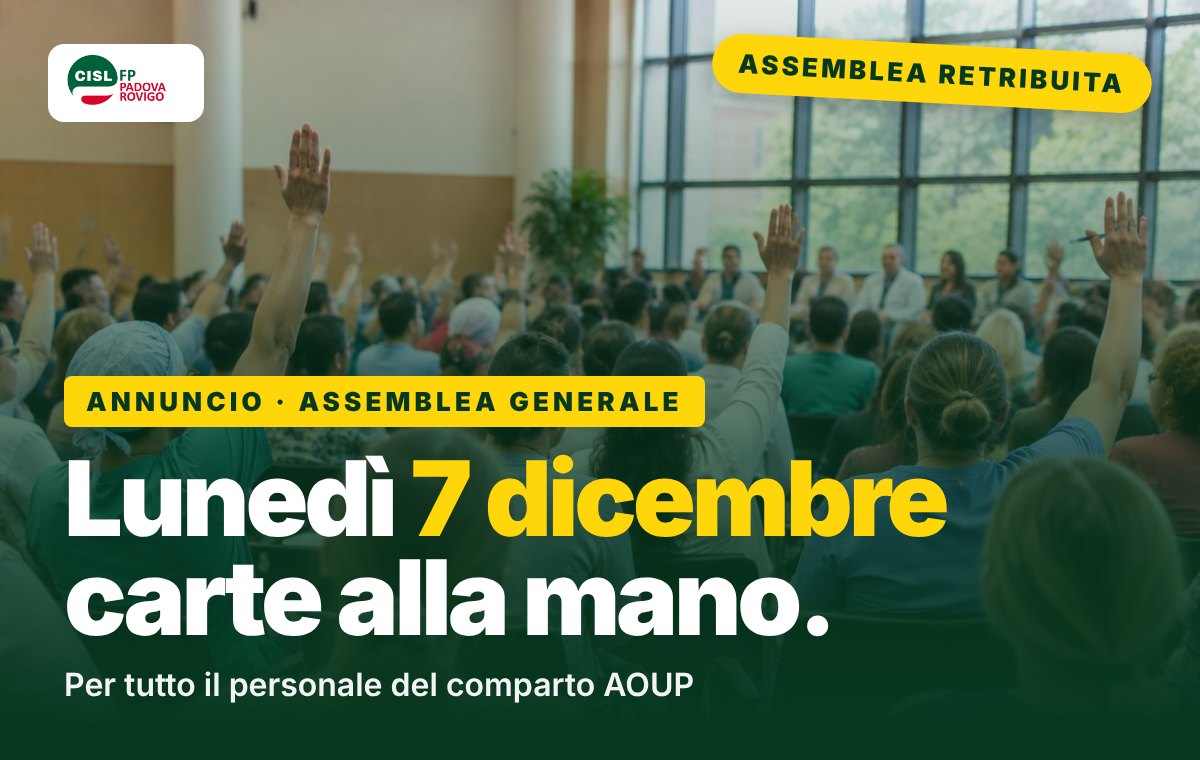 CISL FP
PADOVA
ROVIGO
ASSEMBLEA RETRIBUITA
ANNUNCIO · ASSEMBLEA GENERALE
Lunedì 7 dicembre
carte alla mano.
Per tutto il personale del comparto AOUP